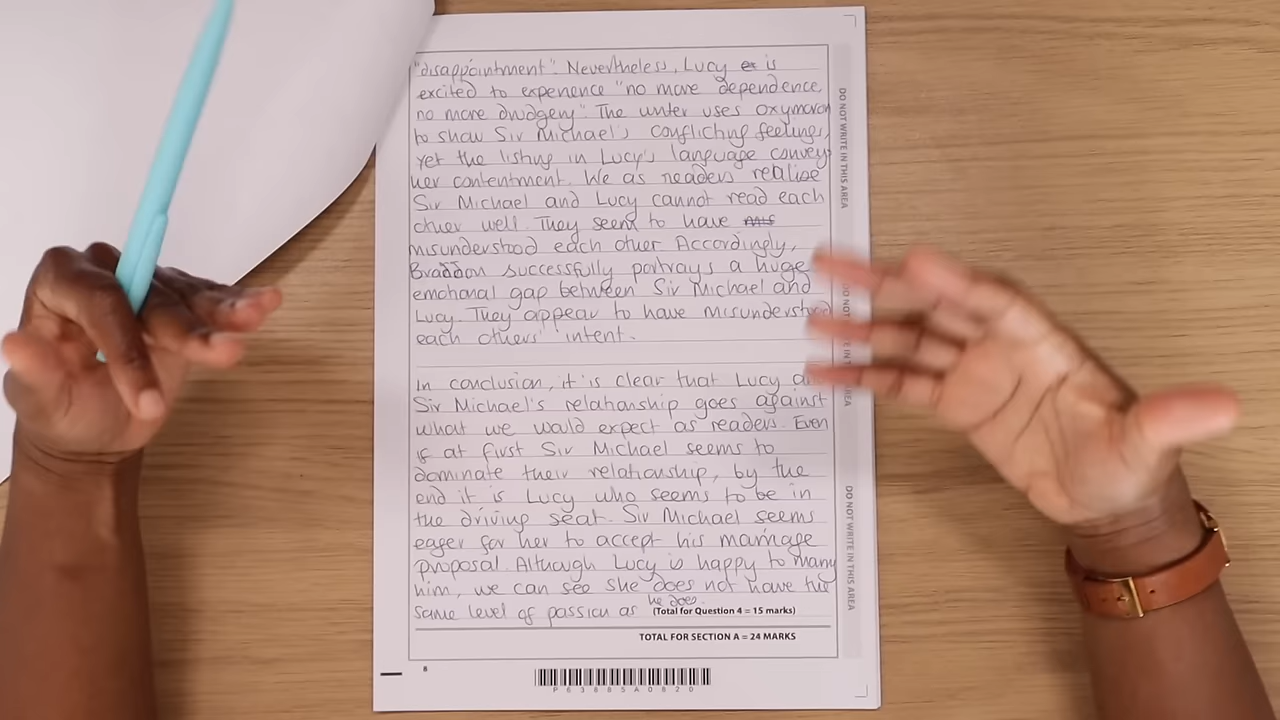 "disappointment". Nevertheless, Lucy is
excited to experience "no more dependence,
no more drudgery". The writer uses oxymoron
to show Sir Michael's conflicting feelings,
yet the listing in Lucy's language conveys
her contentment. We as readers realise
Sir Michael and Lucy cannot read each
other well. They seem to have
misunderstood each other. Accordingly,
Braddon successfully portrays a huge
emotional gap between Sir Michael and
Lucy. They appear to have misunderstood
each others' intent.
In conclusion, it is clear that Lucy
Sir Michael's relationship goes against
what we would expect as readers. Even
if at first Sir Michael seems to
dominate their relationship, by the
end it is Lucy who seems to be in
the driving seat. Sir Michael seems
eager for her to accept his marriage
proposal. Although Lucy is happy to marry
him, we can see she does not have the
same level of passion as he does.
(Total for Question 4 = 15 marks)
TOTAL FOR SECTION A = 24 MARKS
8
P63885A0820
DO NOT WRITE IN THIS AREA
DO NOT WRITE IN THIS AREA
DO NOT WRITE IN THIS AREA